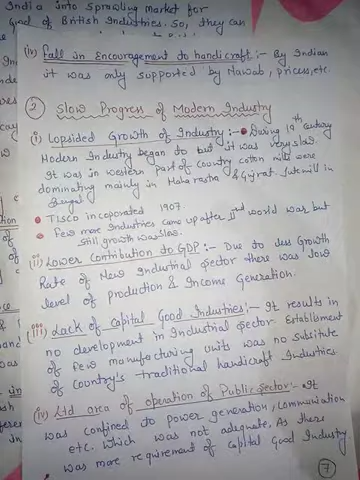 India into sprawling market for
of British Industries. So, they can
(iv) Fall in Encouragement to handicraft :- By Indian
it was only supported by Nawab, prices, etc.
② Slow Progress of Modern Industry
(i) Lopsided Growth of Industry :- During 19th century
Modern Industry began to but it was very slow.
It was in western part of country cotton mill were
dominating mainly in Maharasha & Gujrat. Jute mill in
Bengal
TISCO incoporated 1907.
Few more Industries came up after IInd world war but
still growth was slow.
(ii) Lower Contribution to GDP :- Due to less Growth
Rate of New Industrial Sector there was low
level of production & Income Generation.
(iii) Lack of Capital Good Industies :- It results in
no development in Industrial sector. Establisment
of few manufacturing units was no subsitute
of country's traditional handicraft Industries.
(iv) Ltd area of operation of Public sector :- It
was confined to power generation, communication
etc. which was not adequate, As there
was more requirement of Capital Good Industry
7